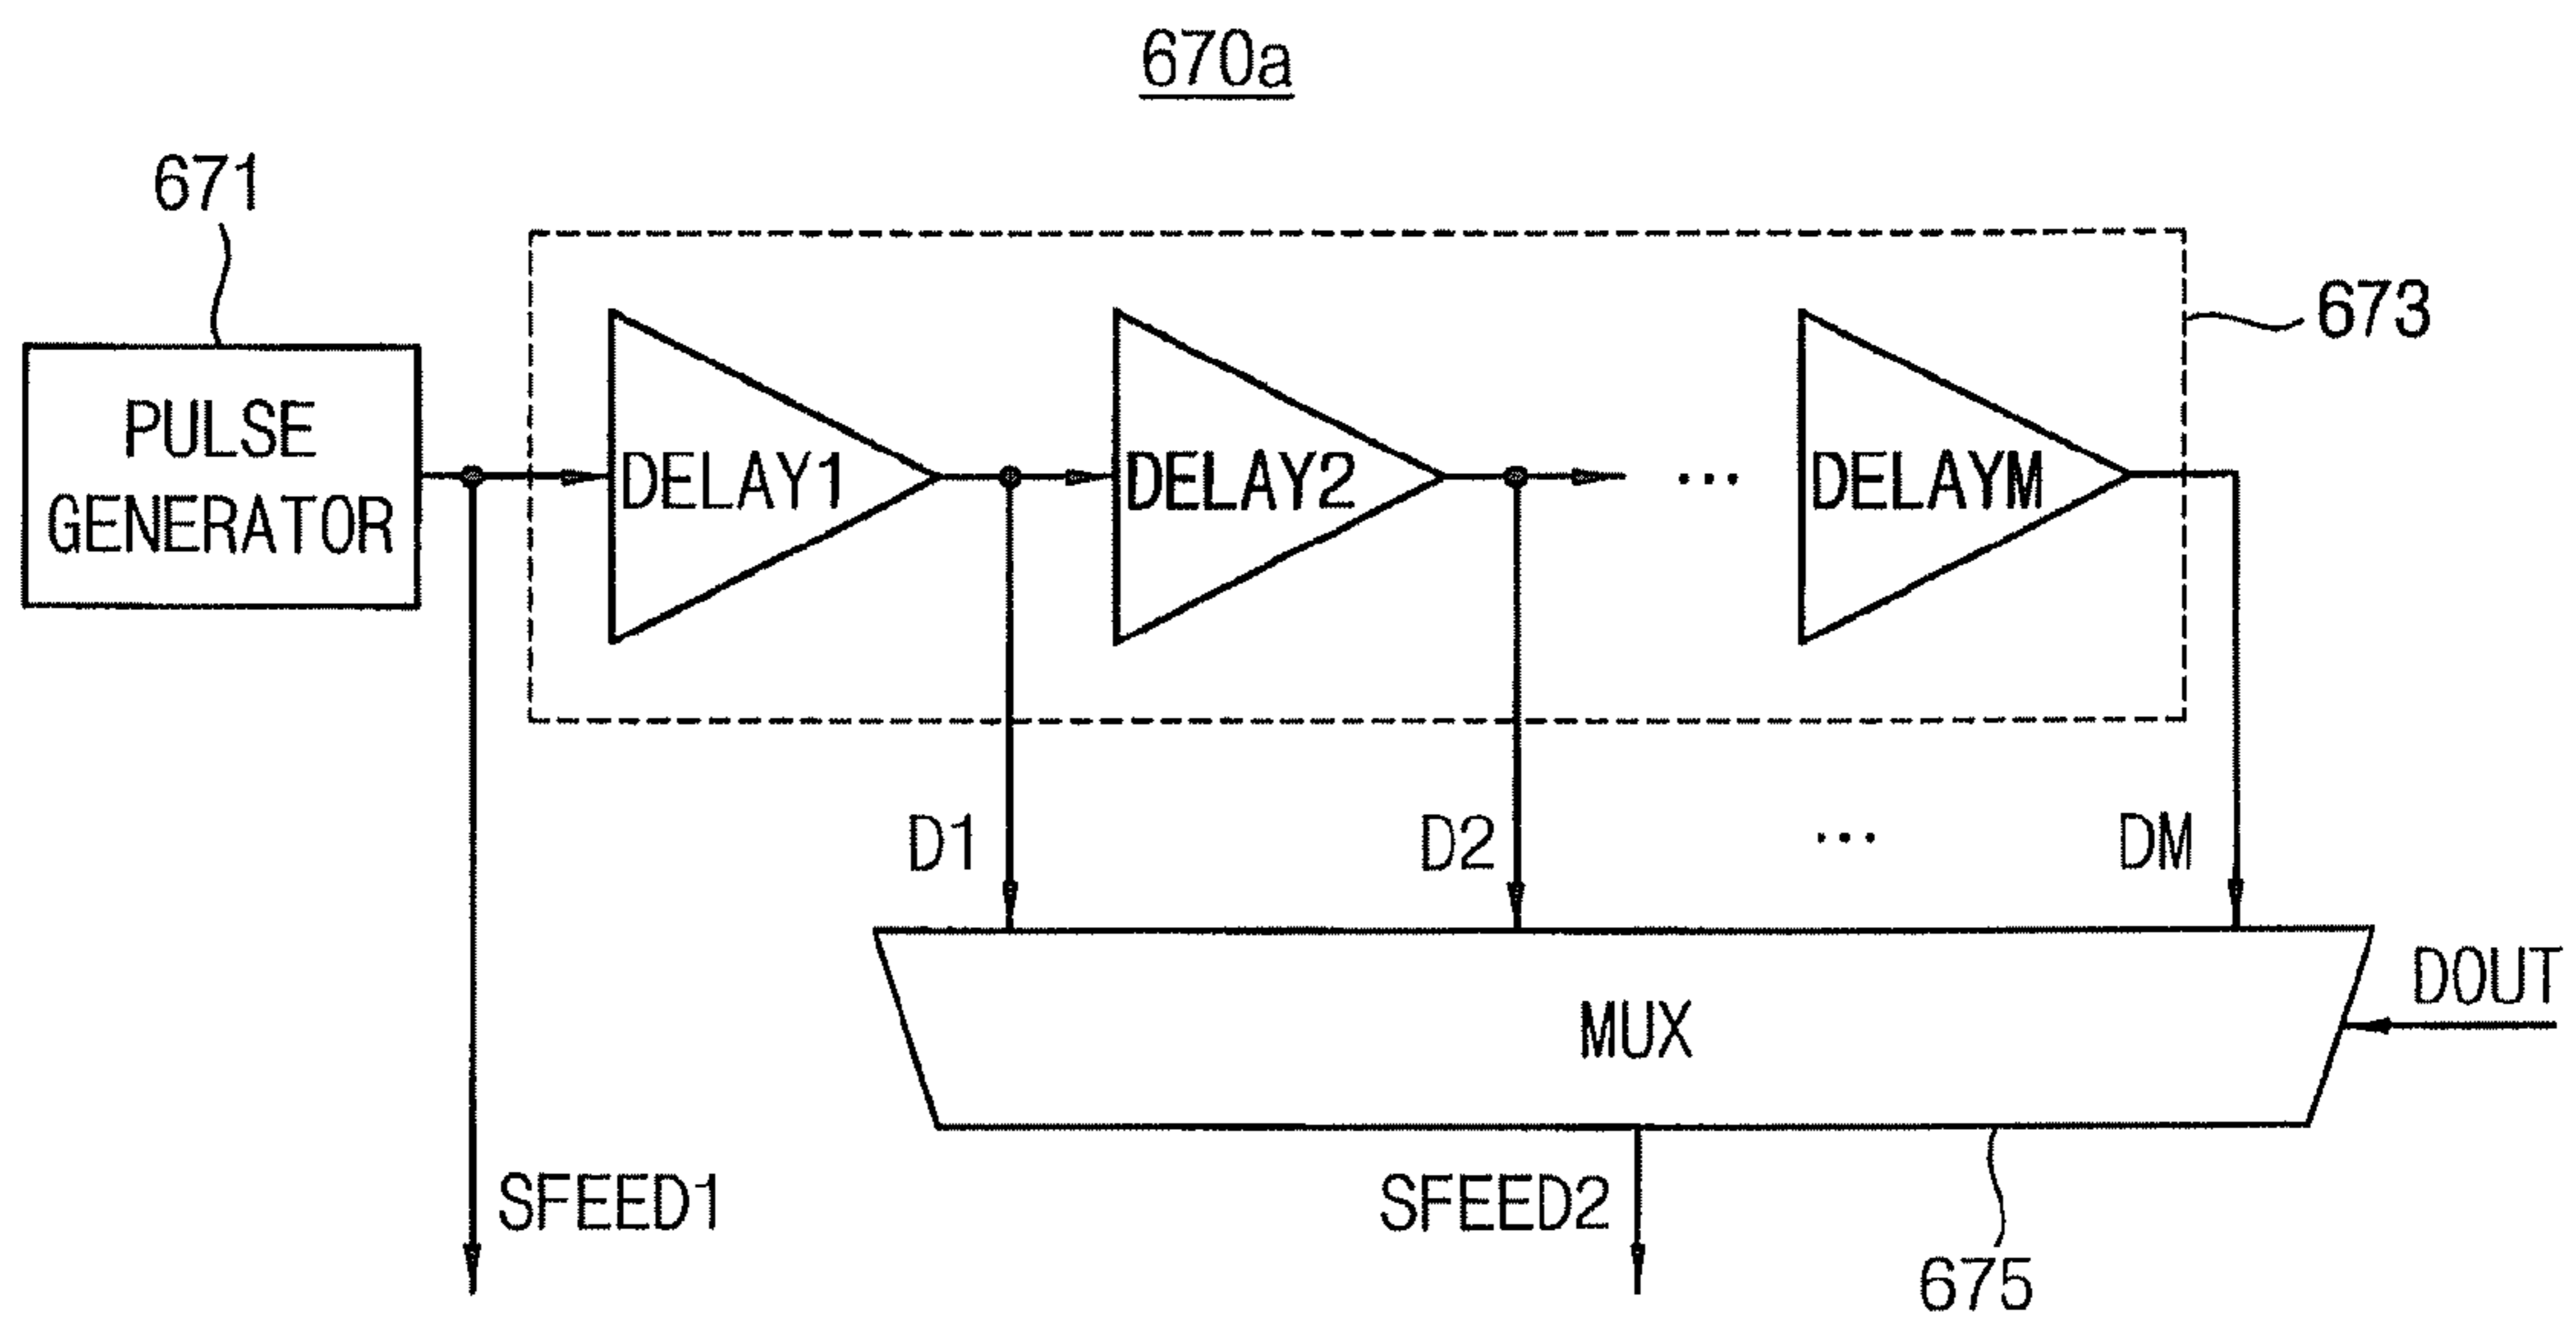 670a
671
673
PULSE
GENERATOR
DELAY1
DELAY2
...
DELAYM
D1
D2
...
DM
MUX
DOUT
SFEED1
SFEED2
675